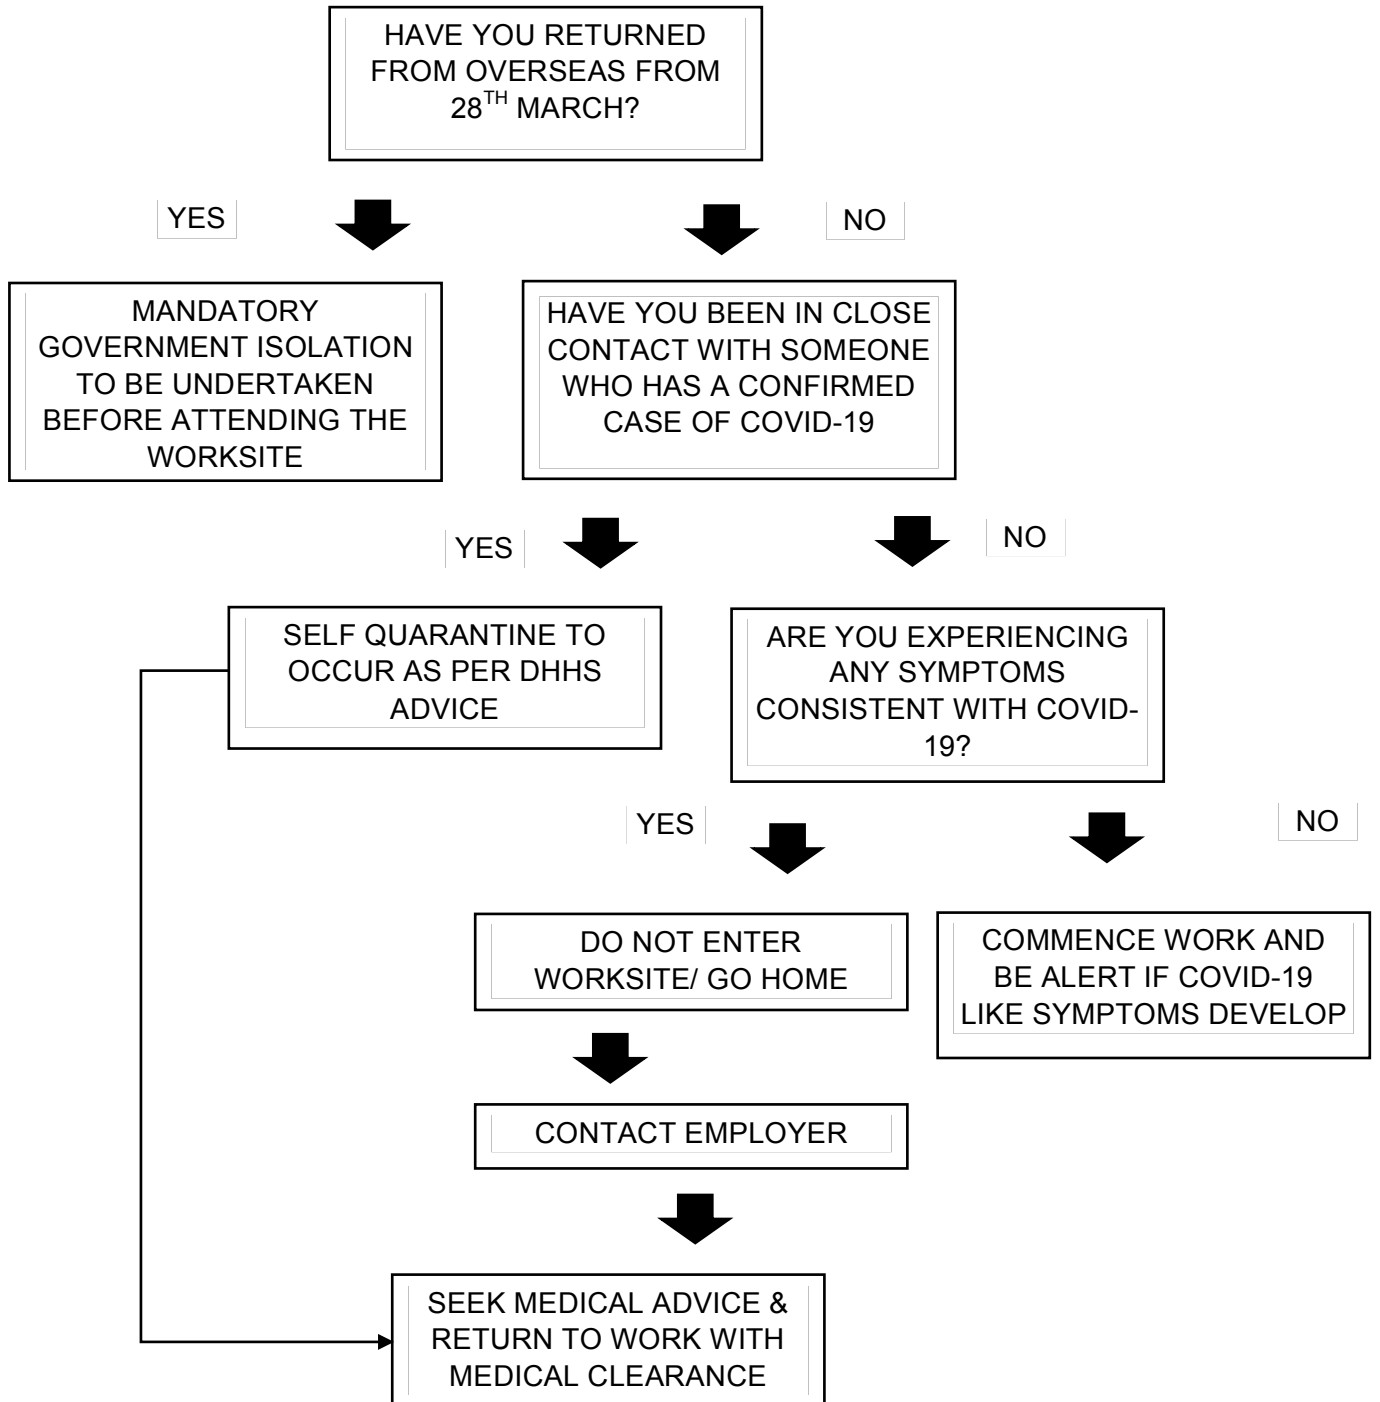 HAVE YOU RETURNED
FROM OVERSEAS FROM
28TH MARCH?
YES
NO
MANDATORY
GOVERNMENT ISOLATION
TO BE UNDERTAKEN
BEFORE ATTENDING THE
WORKSITE
HAVE YOU BEEN IN CLOSE
CONTACT WITH SOMEONE
WHO HAS A CONFIRMED
CASE OF COVID-19
YES
NO
SELF QUARANTINE TO
OCCUR AS PER DHHS
ADVICE
ARE YOU EXPERIENCING
ANY SYMPTOMS
CONSISTENT WITH COVID-
19?
YES
NO
DO NOT ENTER
WORKSITE/ GO HOME
COMMENCE WORK AND
BE ALERT IF COVID-19
LIKE SYMPTOMS DEVELOP
CONTACT EMPLOYER
SEEK MEDICAL ADVICE &
RETURN TO WORK WITH
MEDICAL CLEARANCE